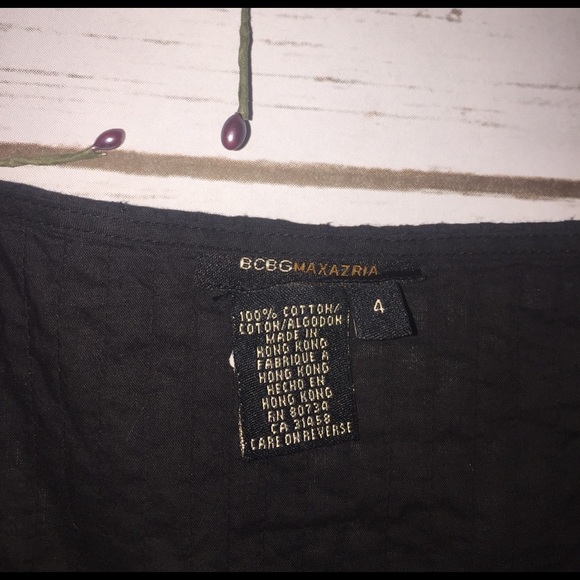 BCBGMAXAZRIA
4
100% COTTON/
COTON/ALGODON
MADE IN
HONG KONG
FABRIQUE A
HONG KONG
HECHO EN
HONG KONG
RN 80734
CA 31458
CARE ON REVERSE